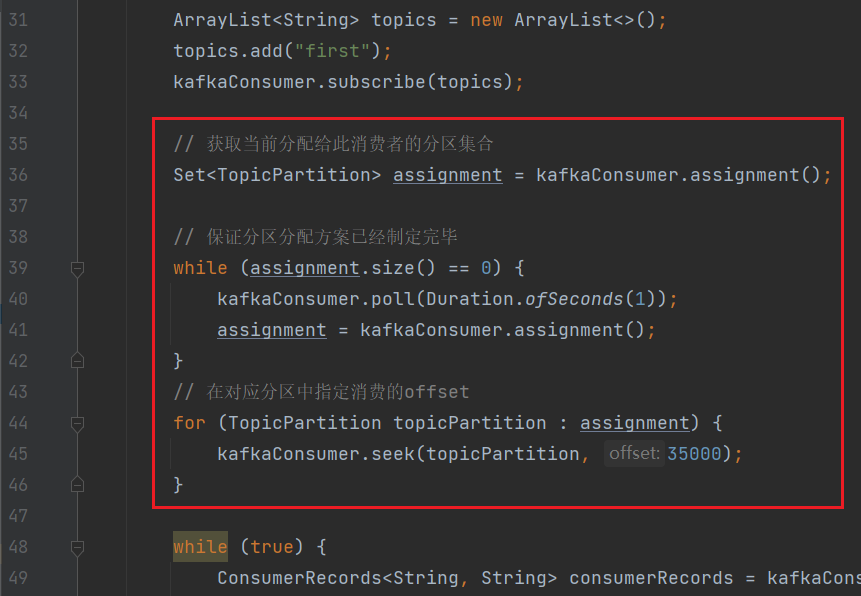 31 ArrayList<String> topics = new ArrayList<>();
32 topics.add("first");
33 kafkaConsumer.subscribe(topics);
34
35 // 获取当前分配给此消费者的分区集合
36 Set<TopicPartition> assignment = kafkaConsumer.assignment();
37
38 // 保证分区分配方案已经制定完毕
39 while (assignment.size() == 0) {
40 kafkaConsumer.poll(Duration.ofSeconds(1));
41 assignment = kafkaConsumer.assignment();
42 }
43 // 在对应分区中指定消费的offset
44 for (TopicPartition topicPartition : assignment) {
45 kafkaConsumer.seek(topicPartition, offset: 35000);
46 }
47
48 while (true) {
49 ConsumerRecords<String, String> consumerRecords = kafkaCons